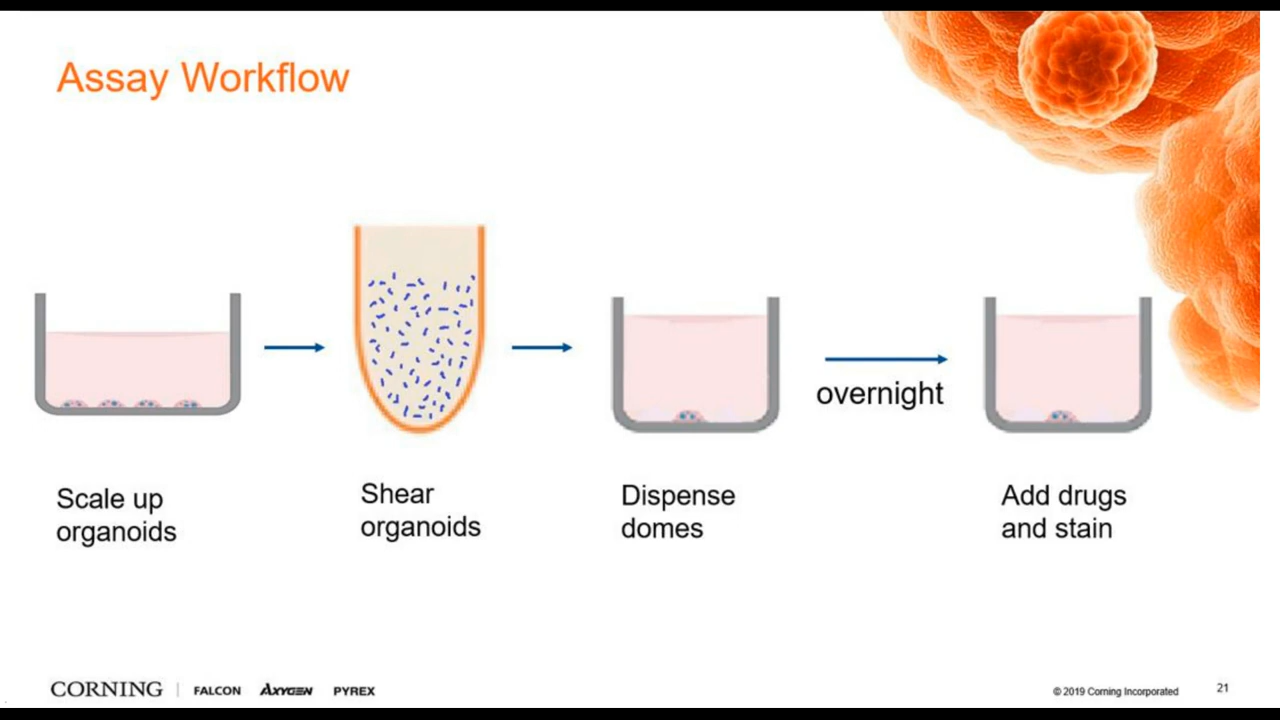 Assay Workflow
overnight
Scale up
organoids
Shear
organoids
Dispense
domes
Add drugs
and stain
CORNING | FALCON AXYGEN PYREX
© 2019 Corning Incorporated
21